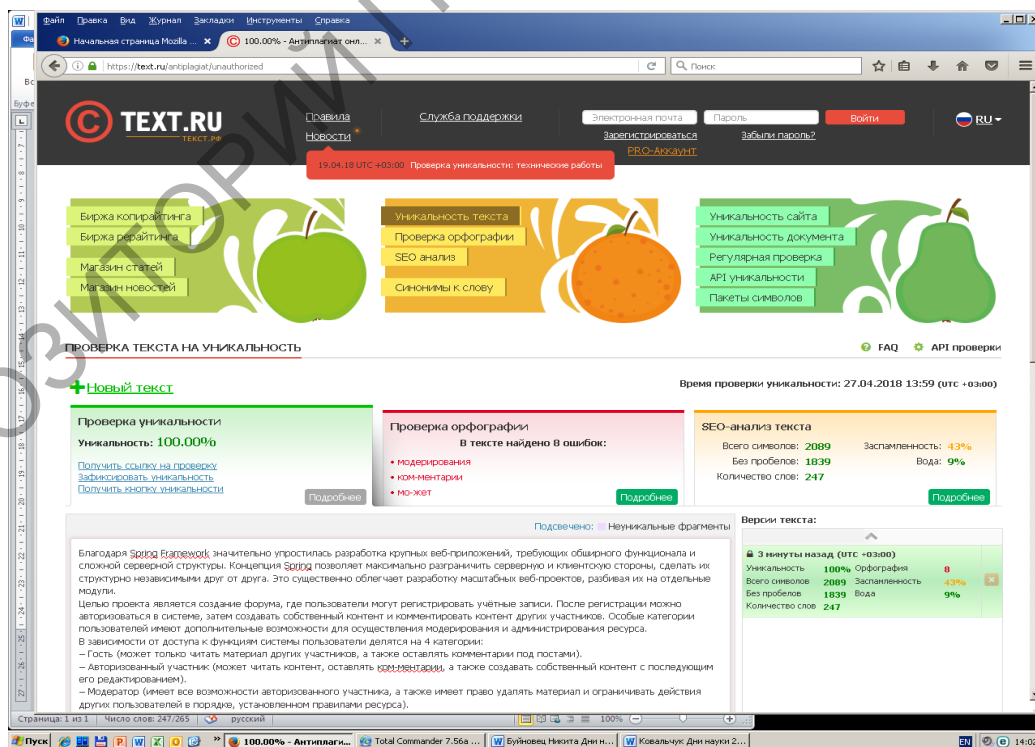 Файл Правка Вид Журнал Закладки Инструменты Справка
Начальная страница Mozilla ...
100.00% - Антиплагиат онл...
https://text.ru/antiplagiat/unauthorized
Поиск
TEXT.RU
ТЕКСТ.РФ
Правила
Служба поддержки
Электронная почта
Пароль
Войти
RU
Новости
Зарегистрироваться
Забыли пароль?
PRO-Аккаунт
19.04.18 UTC +03:00 Проверка уникальности: технические работы
Биржа копирайтинга
Биржа рерайтинга
Магазин статей
Магазин новостей
Уникальность текста
Проверка орфографии
SEO анализ
Синонимы к слову
Уникальность сайта
Уникальность документа
Регулярная проверка
API уникальности
Пакеты символов
ПРОВЕРКА ТЕКСТА НА УНИКАЛЬНОСТЬ
FAQ
API проверки
Новый текст
Время проверки уникальности: 27.04.2018 13:59 (UTC +03:00)
Проверка уникальности
Уникальность: 100.00%
Получить ссылку на проверку
Зафиксировать уникальность
Получить кнопку уникальности
Подробнее
Проверка орфографии
В тексте найдено 8 ошибок:
• модерирования
• ком-ментарии
• мо-жет
Подробнее
SEO-анализ текста
Всего символов: 2089 Заспамленность: 43%
Без пробелов: 1839 Вода: 9%
Количество слов: 247
Подробнее
Подсвечено: Неуникальные фрагменты
Благодаря Spring Framework значительно упростилась разработка крупных веб-приложений, требующих обширного функционала и
сложной серверной структуры. Концепция Spring позволяет максимально разграничить серверную и клиентскую стороны, сделать их
структурно независимыми друг от друга. Это существенно облегчает разработку масштабных веб-проектов, разбивая их на отдельные
модули.
Целью проекта является создание форума, где пользователи могут регистрировать учётные записи. После регистрации можно
авторизоваться в системе, затем создавать собственный контент и комментировать контент других участников. Особые категории
пользователей имеют дополнительные возможности для осуществления модерирования и администрирования ресурса.
В зависимости от доступа к функциям системы пользователи делятся на 4 категории:
– Гость (может только читать материал других участников, а также оставлять комментарии под постами).
– Авторизованный участник (может читать контент, оставлять ком-ментарии, а также создавать собственный контент с последующим
его редактированием).
– Модератор (имеет все возможности авторизованного участника, а также имеет право удалять материал и ограничивать действия
других пользователей в порядке, установленном правилами ресурса).
Версии текста:
3 минуты назад (UTC +03:00)
Уникальность 100% Орфография 8
Всего символов 2089 Заспамленность 43%
Без пробелов 1839 Вода 9%
Количество слов 247
Страница: 1 из 1 Число слов: 247/265 русский 100%
Пуск
100.00% - Антиплаги...
Total Commander 7.56a ...
Буйновец Никита Дни н...
Ковальчук Дни науки 2...
EN